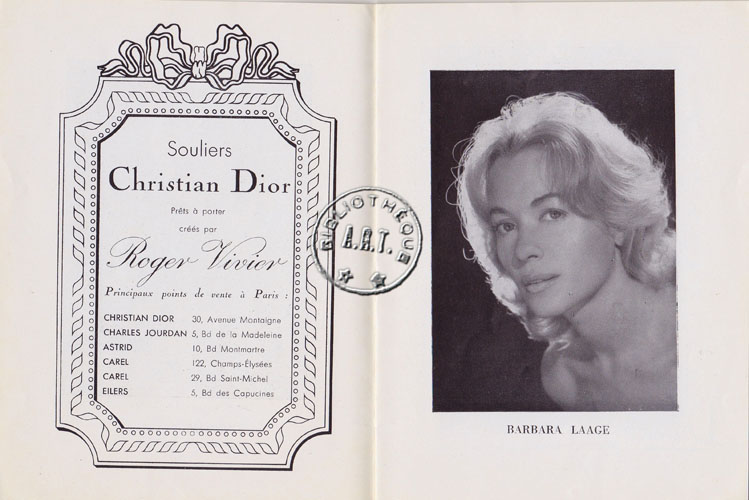 Souliers
Christian Dior
Prêts à porter
créés par
Roger Vivier
Principaux points de vente à Paris :
CHRISTIAN DIOR 30, Avenue Montaigne
CHARLES JOURDAN 5, Bd de la Madeleine
ASTRID 10, Bd Montmartre
CAREL 122, Champs-Élysées
CAREL 29, Bd Saint-Michel
EILERS 5, Bd des Capucines
BIBLIOTHÈQUE
A.R.T.
BARBARA LAAGE